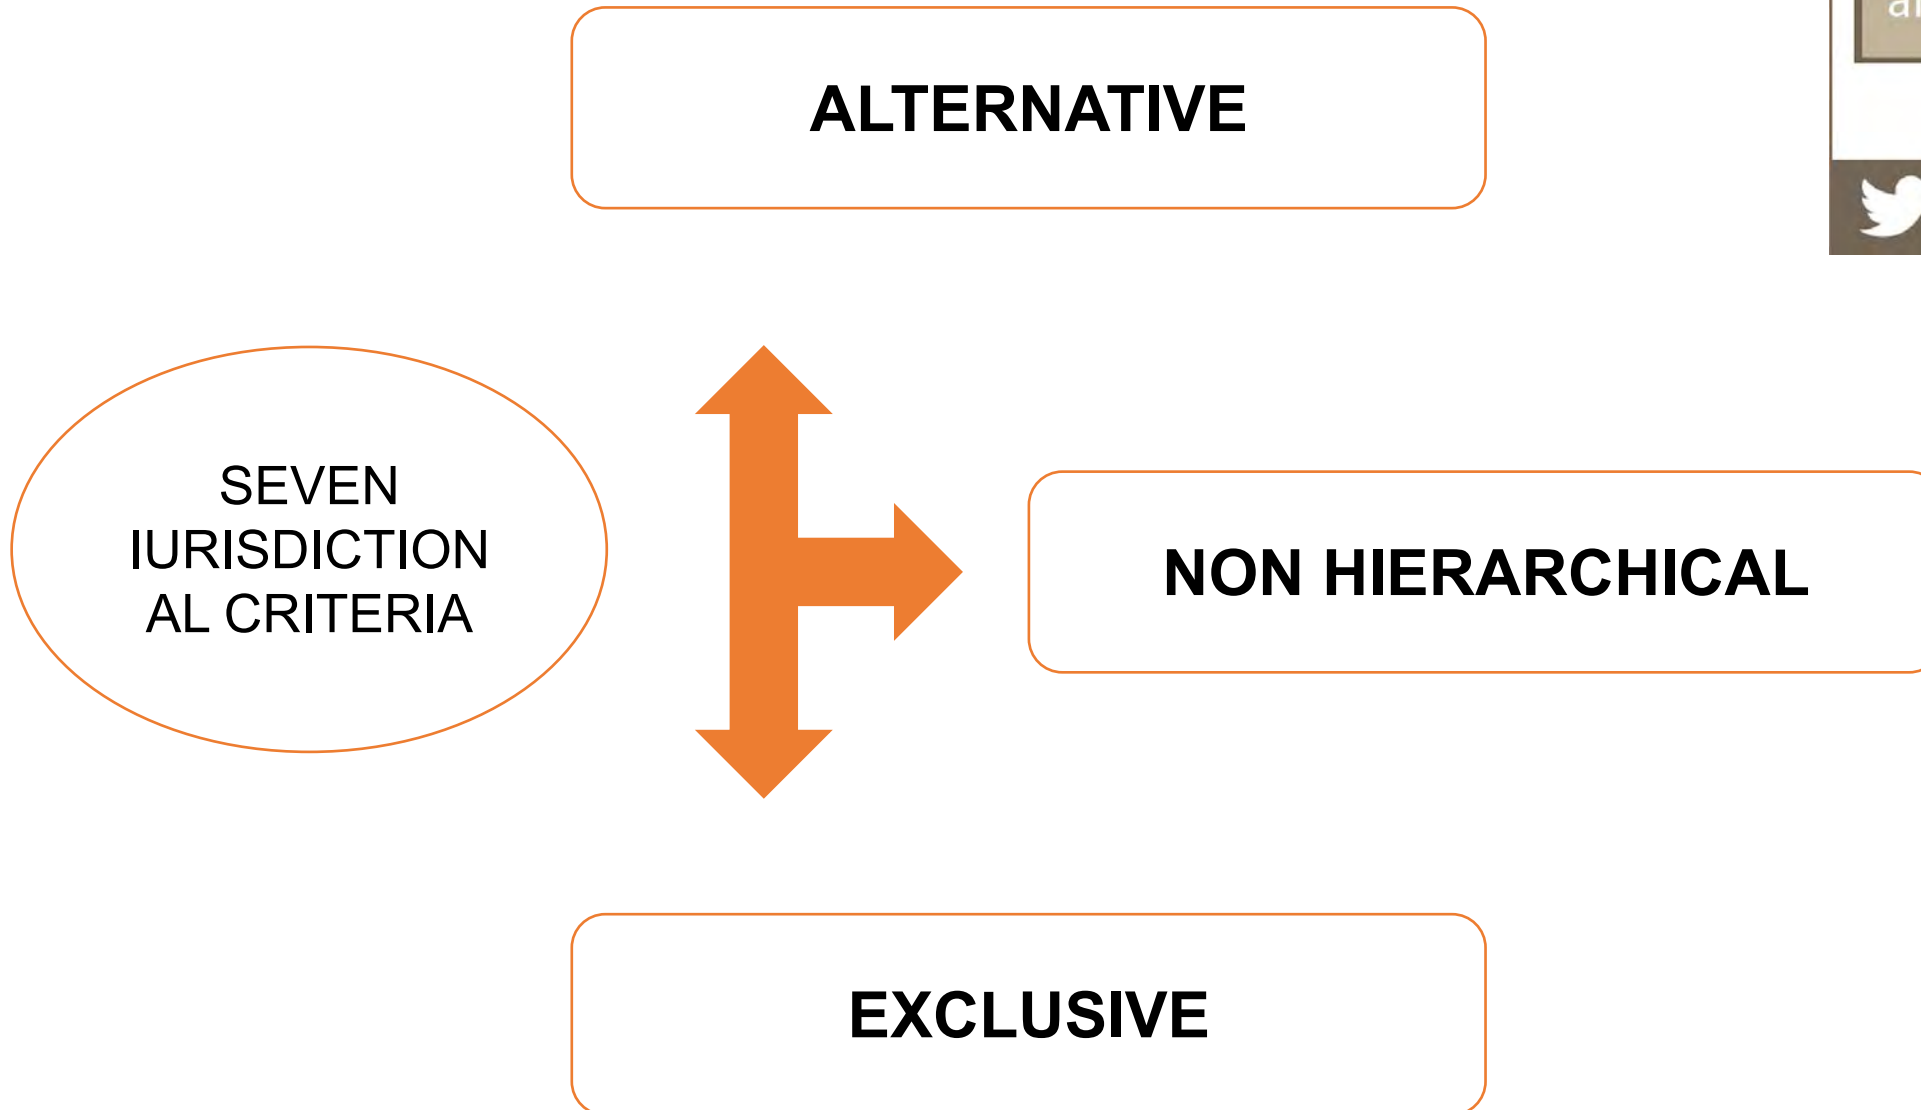 ALTERNATIVE
SEVEN
IURISDICTION
AL CRITERIA
NON HIERARCHICAL
EXCLUSIVE